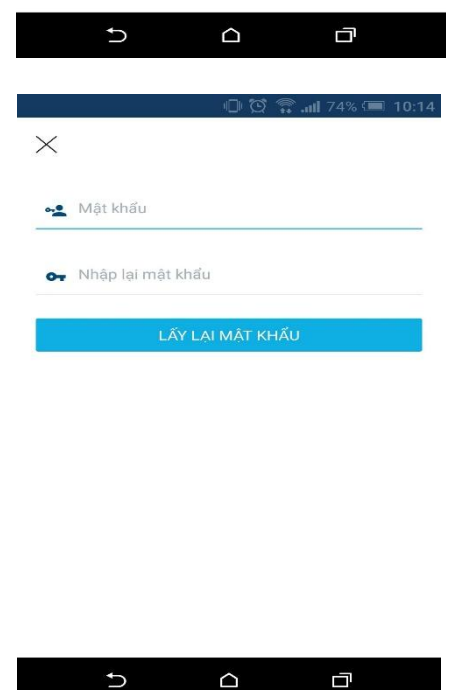 74% 10:14
Mật khẩu
Nhập lại mật khẩu
LẤY LẠI MẬT KHẨU